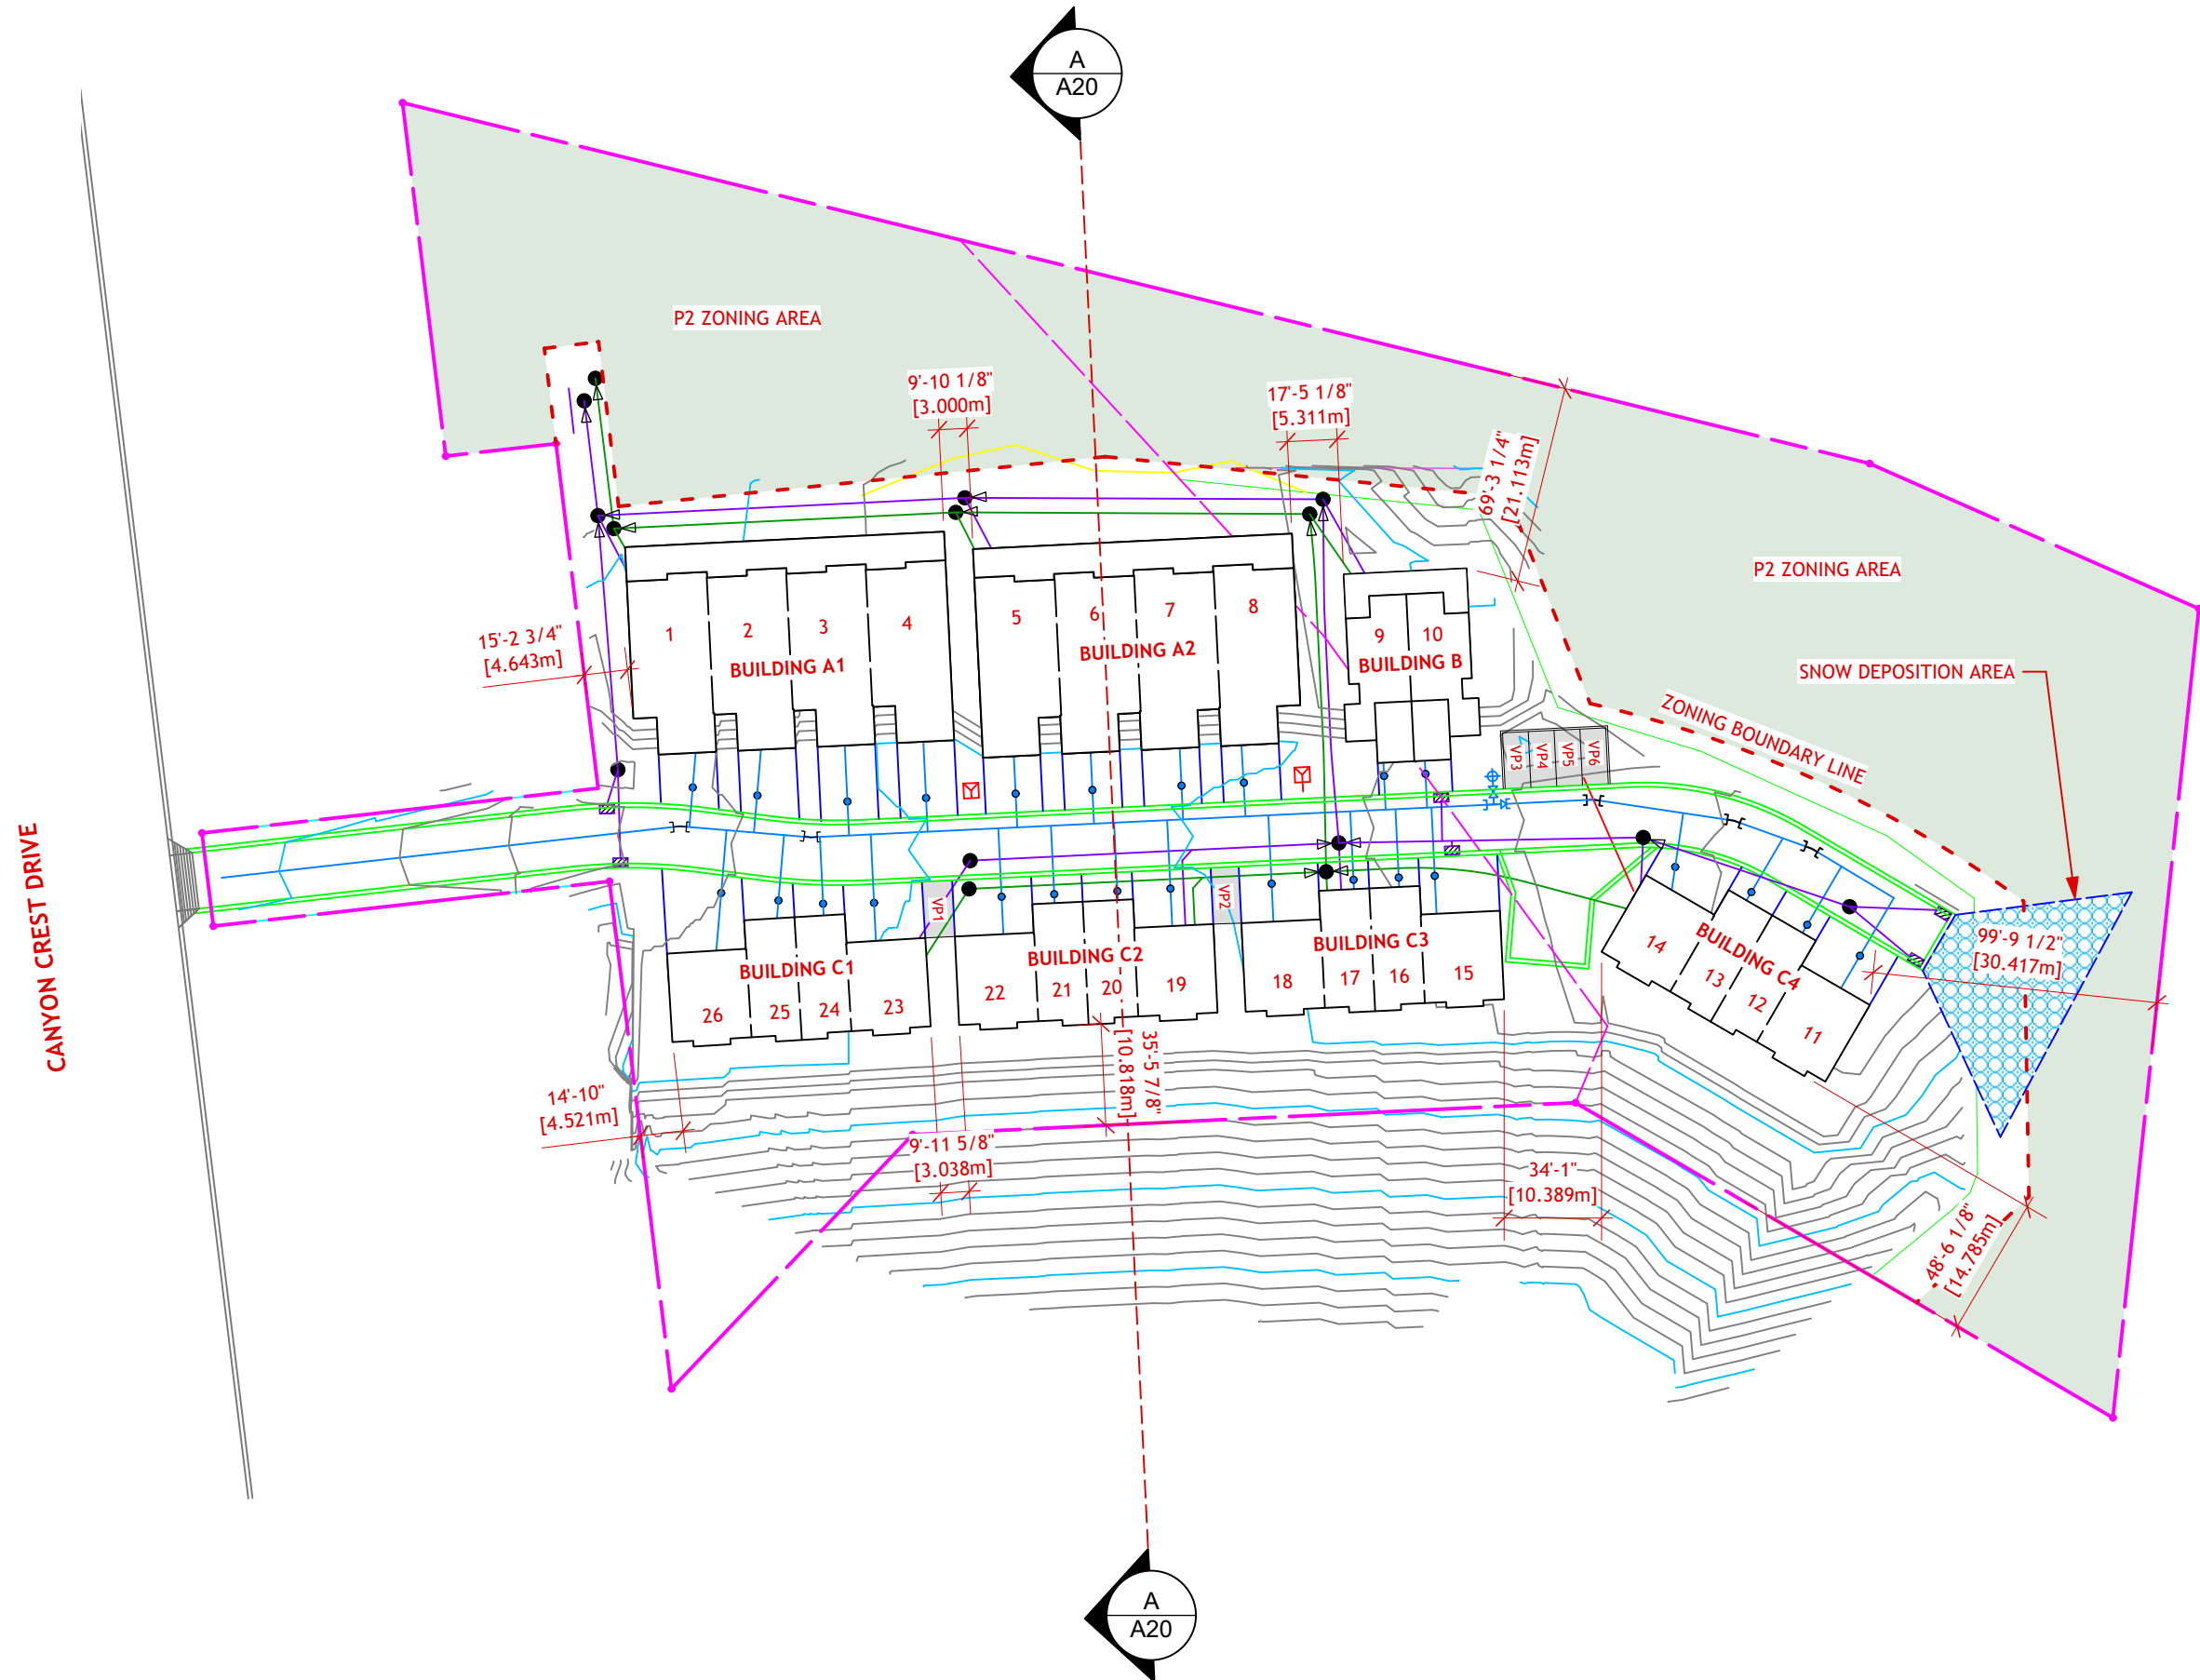 A
A20
P2 ZONING AREA
9'-10 1/8"
[3.000m]
17'-5 1/8"
[5.311m]
69'-3 1/4"
[21.113m]
P2 ZONING AREA
15'-2 3/4"
[4.643m]
1
2
3
4
BUILDING A1
5
6
7
8
BUILDING A2
9
10
BUILDING B
SNOW DEPOSITION AREA
ZONING BOUNDARY LINE
VP3
VP4
VP5
VP6
CANYON CREST DRIVE
VP1
VP2
BUILDING C1
26
25
24
23
BUILDING C2
22
21
20
19
BUILDING C3
18
17
16
15
BUILDING C4
14
13
12
11
99'-9 1/2"
[30.417m]
35'-5 7/8"
[10.818m]
14'-10"
[4.521m]
9'-11 5/8"
[3.038m]
34'-1"
[10.389m]
48'-6 1/8"
[14.785m]
A
A20